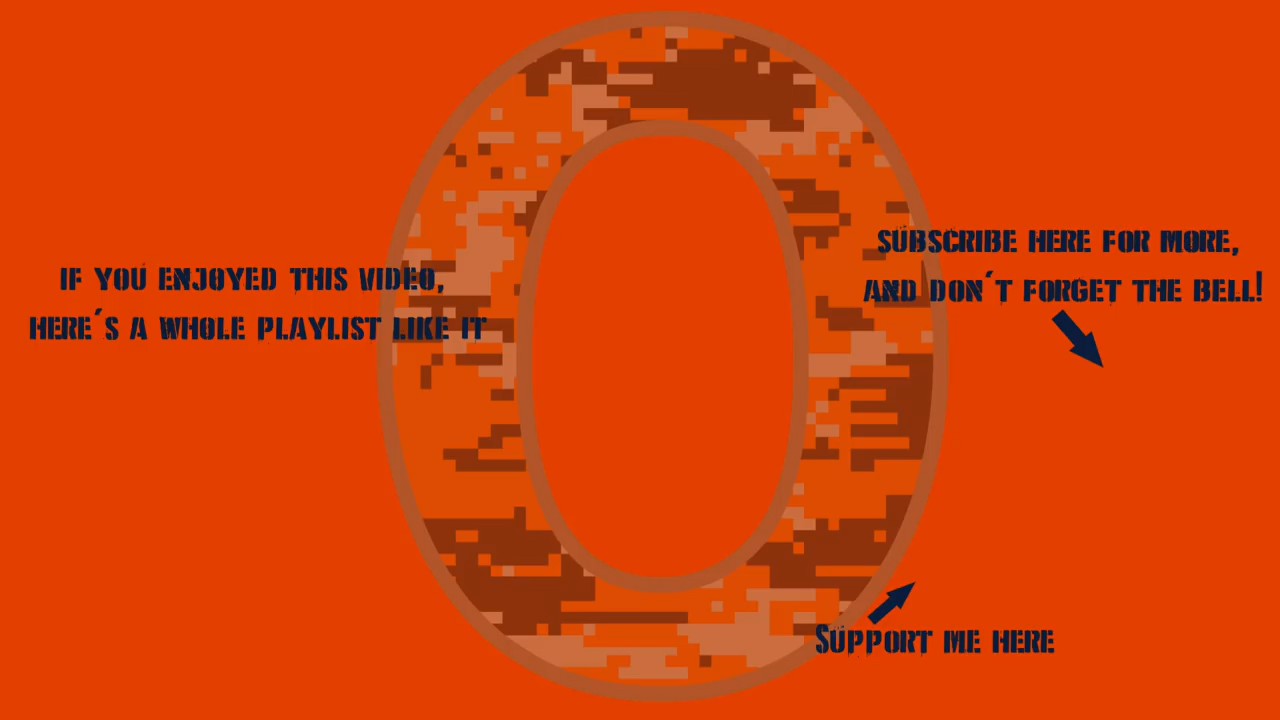 IF YOU ENJOYED THIS VIDEO,
HERE´S A WHOLE PLAYLIST LIKE IT
SUBSCRIBE HERE FOR MORE,
AND DON´T FORGET THE BELL!
SUPPORT ME HERE
O